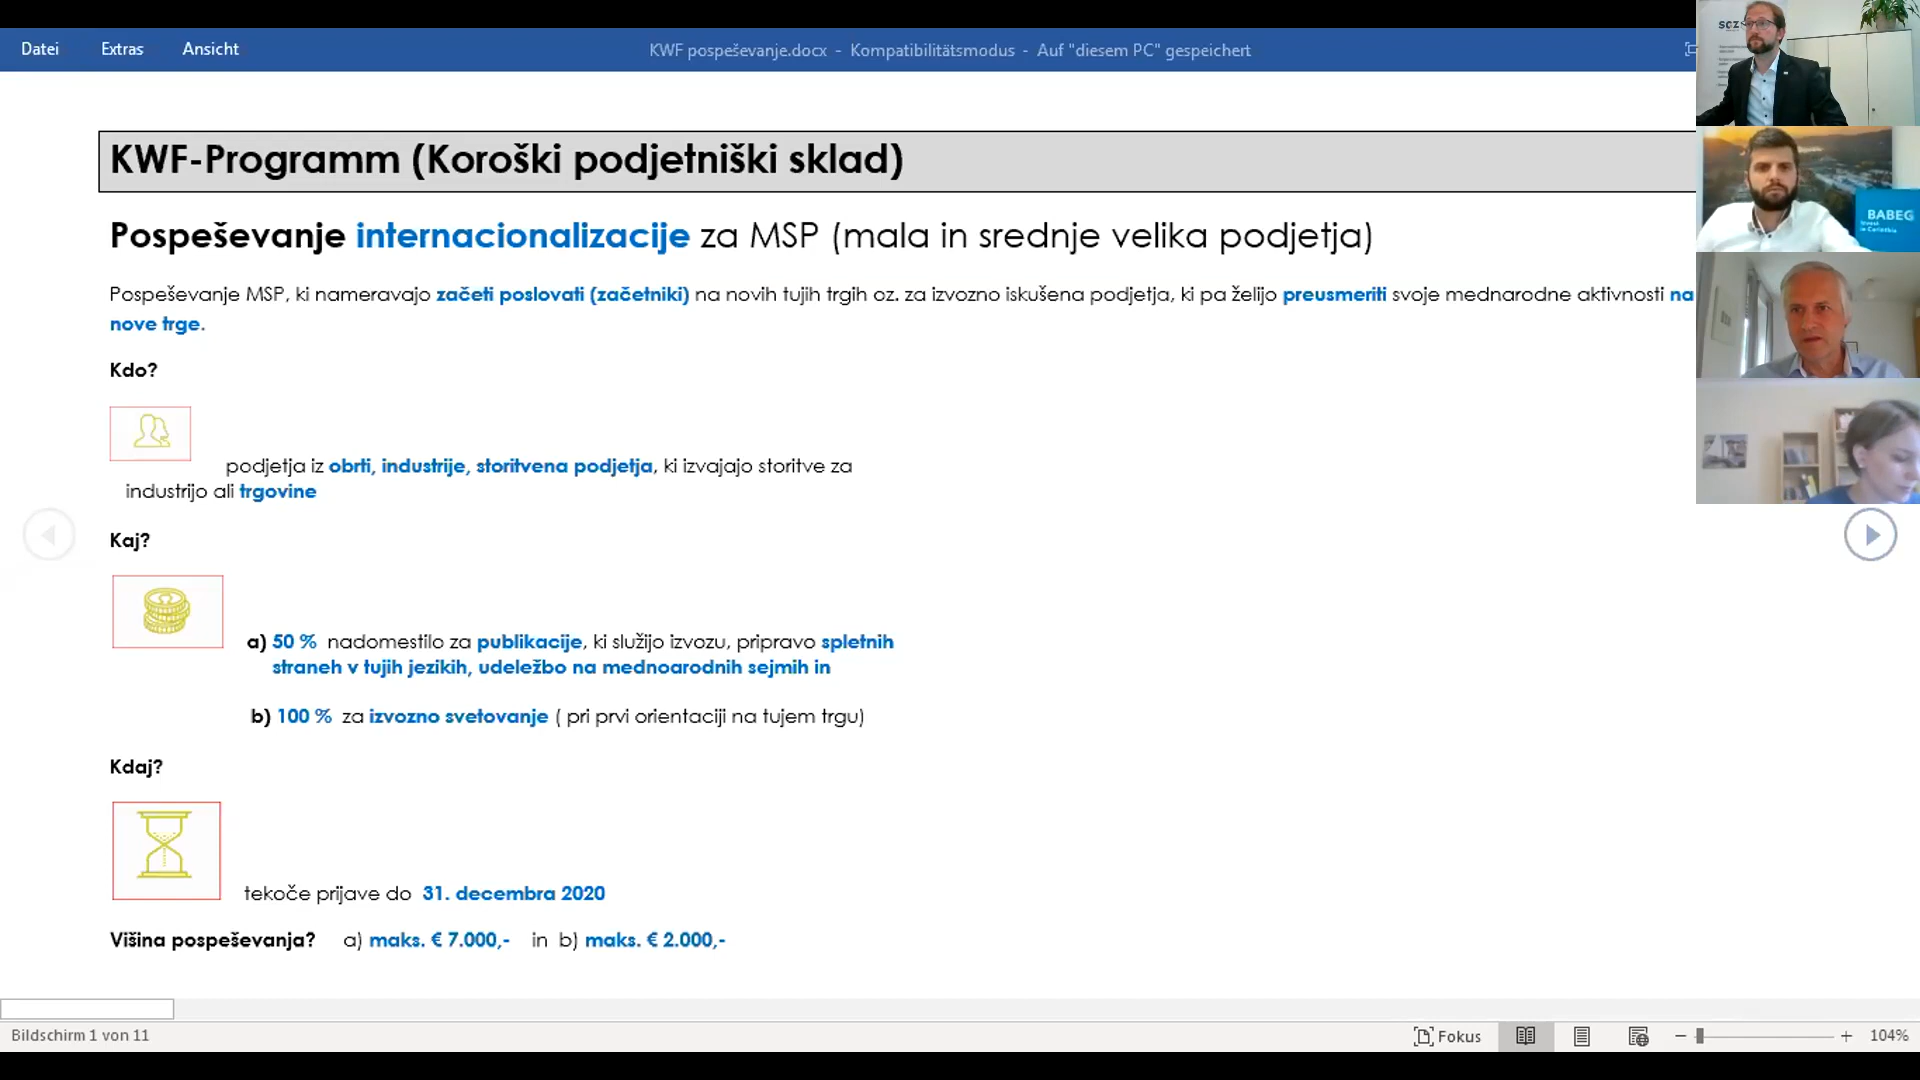 Datei Extras Ansicht KWF pospeševanje.docx - Kompatibilitätsmodus - Auf "diesem PC" gespeichert
KWF-Programm (Koroški podjetniški sklad)
Pospeševanje internacionalizacije za MSP (mala in srednje velika podjetja)
Pospeševanje MSP, ki nameravajo začeti poslovati (začetniki) na novih tujih trgih oz. za izvozno iskušena podjetja, ki pa želijo preusmeriti svoje mednarodne aktivnosti na
nove trge.
Kdo?
podjetja iz obrti, industrije, storitvena podjetja, ki izvajajo storitve za
industrijo ali trgovine
Kaj?
a) 50 % nadomestilo za publikacije, ki služijo izvozu, pripravo spletnih
straneh v tujih jezikih, udeležbo na mednoarodnih sejmih in
b) 100 % za izvozno svetovanje ( pri prvi orientaciji na tujem trgu)
Kdaj?
tekoče prijave do 31. decembra 2020
Višina pospeševanja? a) maks. € 7.000,- in b) maks. € 2.000,-
Bildschirm 1 von 11 Fokus 104%
BABEG
Invest
in Carinthia